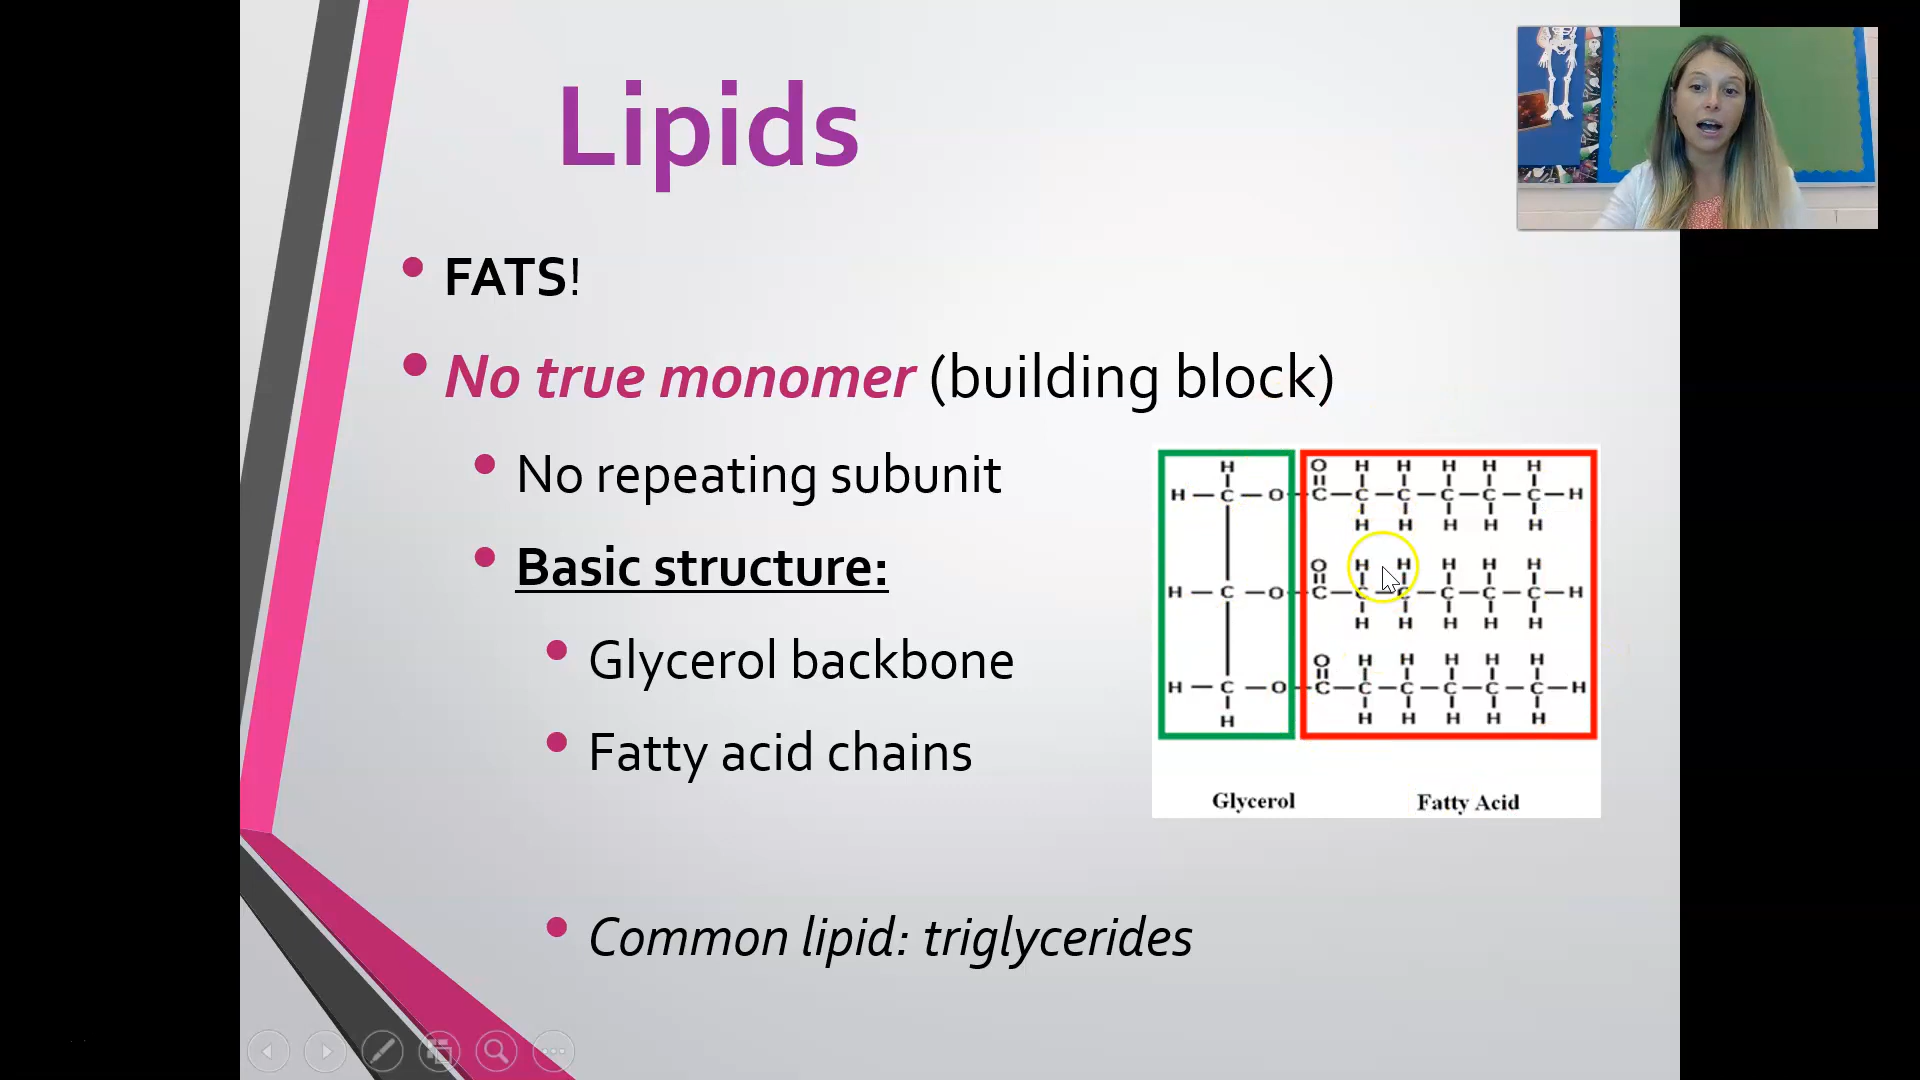 Lipids
• FATS!
• No true monomer (building block)
• No repeating subunit
• Basic structure:
• Glycerol backbone
• Fatty acid chains
• Common lipid: triglycerides
H O H H H H H
H — C — O — C — C — C — C — C — C — H
H H H H H
O H H H H H
H — C — O — C — C — C — C — C — C — H
H H H H H
O H H H H H
H — C — O — C — C — C — C — C — C — H
H H H H H H
Glycerol Fatty Acid